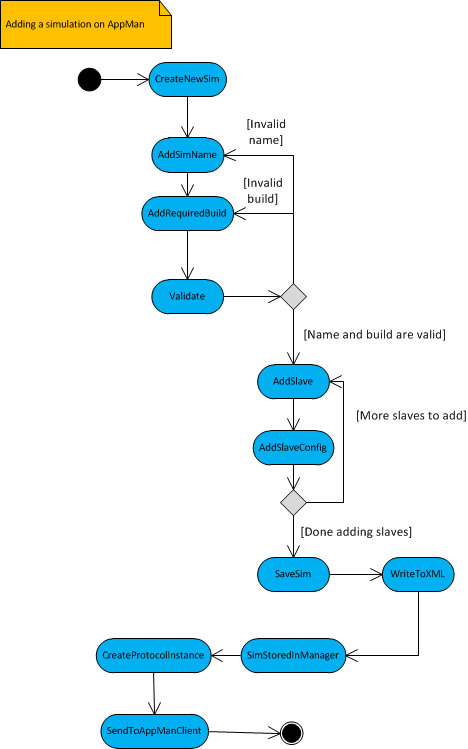 Adding a simulation on AppMan
CreateNewSim
[Invalid
name]
AddSimName
[Invalid
build]
AddRequiredBuild
Validate
[Name and build are valid]
AddSlave
[More slaves to add]
AddSlaveConfig
[Done adding slaves]
SaveSim
WriteToXML
CreateProtocolInstance
SimStoredInManager
SendToAppManClient